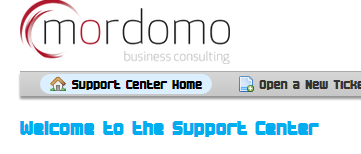 mordomo
business consulting
Support Center Home
Open a New Ticke
Welcome to the Support Center